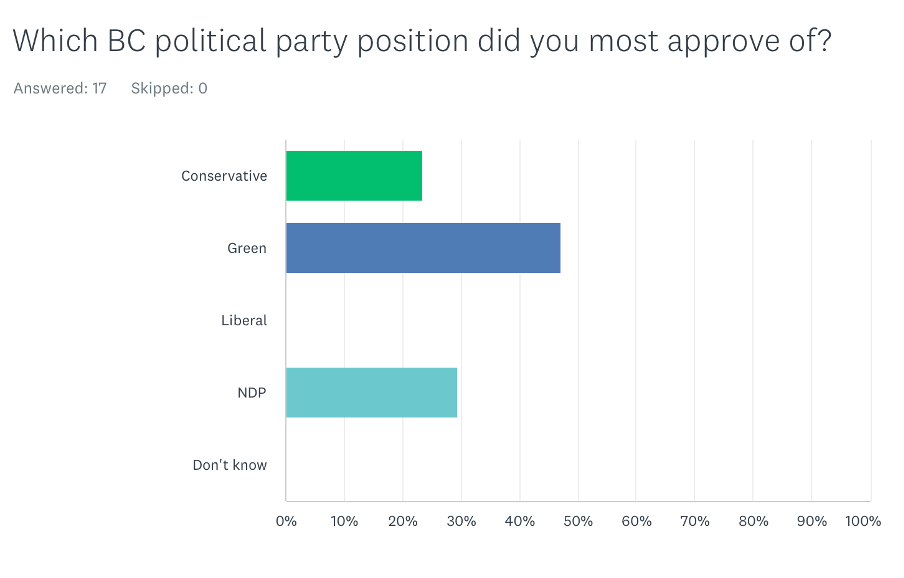 Which BC political party position did you most approve of?
Answered: 17 Skipped: 0
Conservative
Green
Liberal
NDP
Don't know
0% 10% 20% 30% 40% 50% 60% 70% 80% 90% 100%